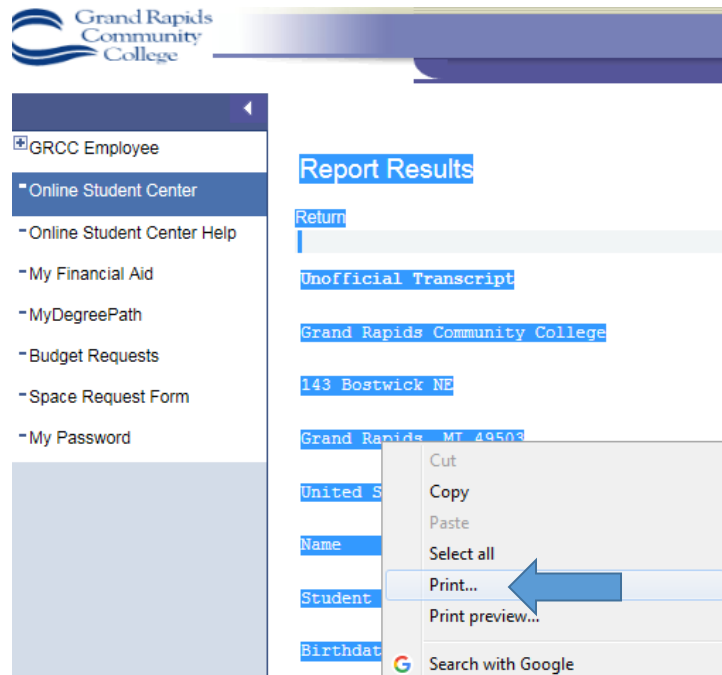 Grand Rapids
Community
College
GRCC Employee
Online Student Center
Online Student Center Help
My Financial Aid
MyDegreePath
Budget Requests
Space Request Form
My Password
Report Results
Return
Unofficial Transcript
Grand Rapids Community College
143 Bostwick NE
Grand Rapids, MI 49503
United S
Name
Student
Birthdat
Cut
Copy
Paste
Select all
Print...
Print preview...
Search with Google